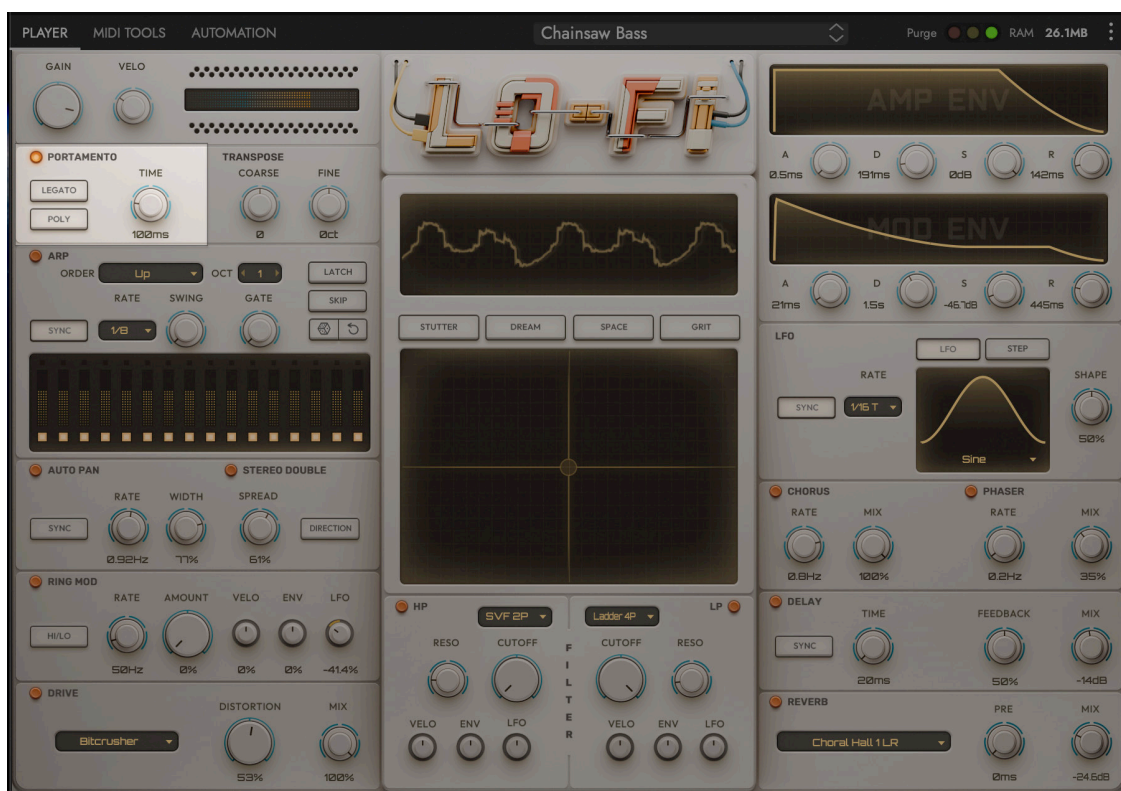 PLAYER MIDI TOOLS AUTOMATION Chainsaw Bass Purge RAM 26.1MB
GAIN VELO
LO-FI
AMP ENV
A D S R
0.5ms 191ms 0dB 142ms
PORTAMENTO
LEGATO
POLY
TIME
100ms
TRANSPOSE
COARSE FINE
0 0ct
MOD ENV
A D S R
21ms 1.5s -46.7dB 445ms
ARP
ORDER Up OCT 1 LATCH
RATE SWING GATE SKIP
SYNC 1/8
STUTTER DREAM SPACE GRIT
LFO
LFO STEP
RATE SHAPE
SYNC 1/16 T
50%
Sine
AUTO PAN STEREO DOUBLE
RATE WIDTH SPREAD
SYNC DIRECTION
0.92Hz 77% 61%
CHORUS PHASER
RATE MIX RATE MIX
0.8Hz 100% 0.2Hz 35%
RING MOD
RATE AMOUNT VELO ENV LFO
HI/LO
50Hz 0% 0% 0% -41.4%
HP SVF 2P Ladder 4P LP
RESO CUTOFF CUTOFF RESO
FILTER
VELO ENV LFO VELO ENV LFO
DELAY
TIME FEEDBACK MIX
SYNC
20ms 50% -14dB
DRIVE
DISTORTION MIX
Bitcrusher
53% 100%
REVERB
PRE MIX
Choral Hall 1 LR
0ms -24.6dB